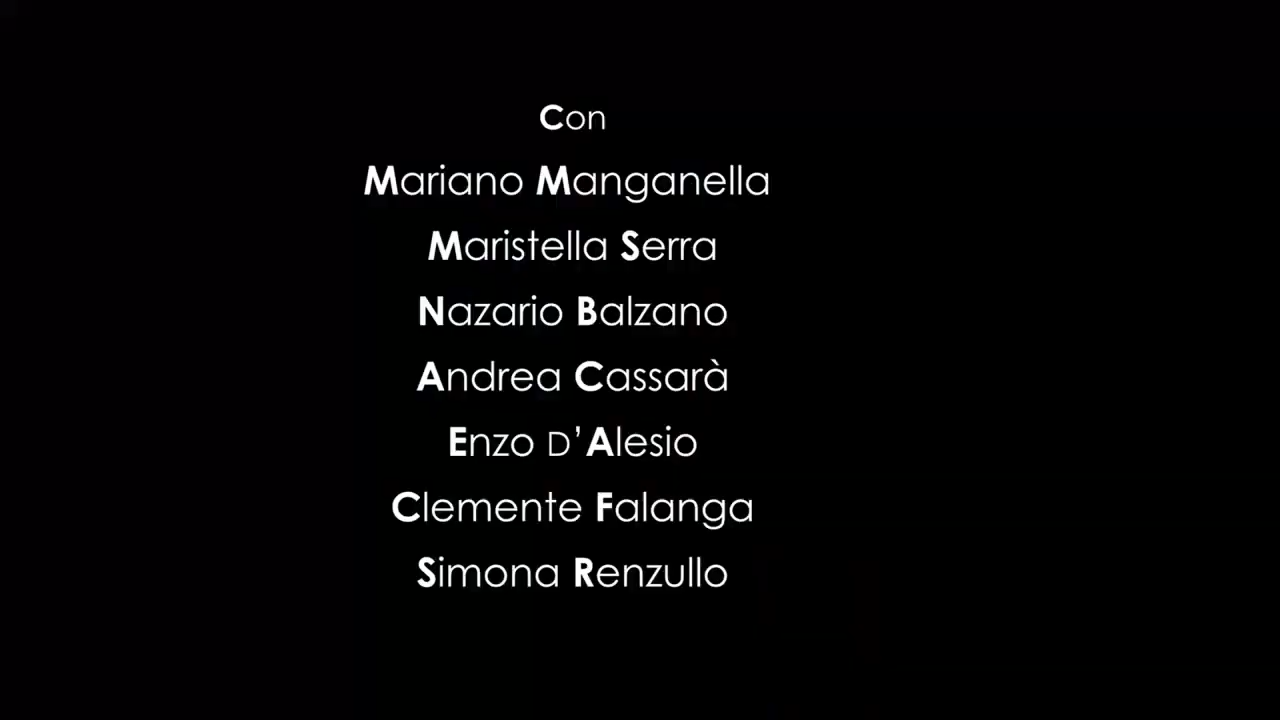 Con
Mariano Manganella
Maristella Serra
Nazario Balzano
Andrea Cassarà
Enzo D’Alesio
Clemente Falanga
Simona Renzullo